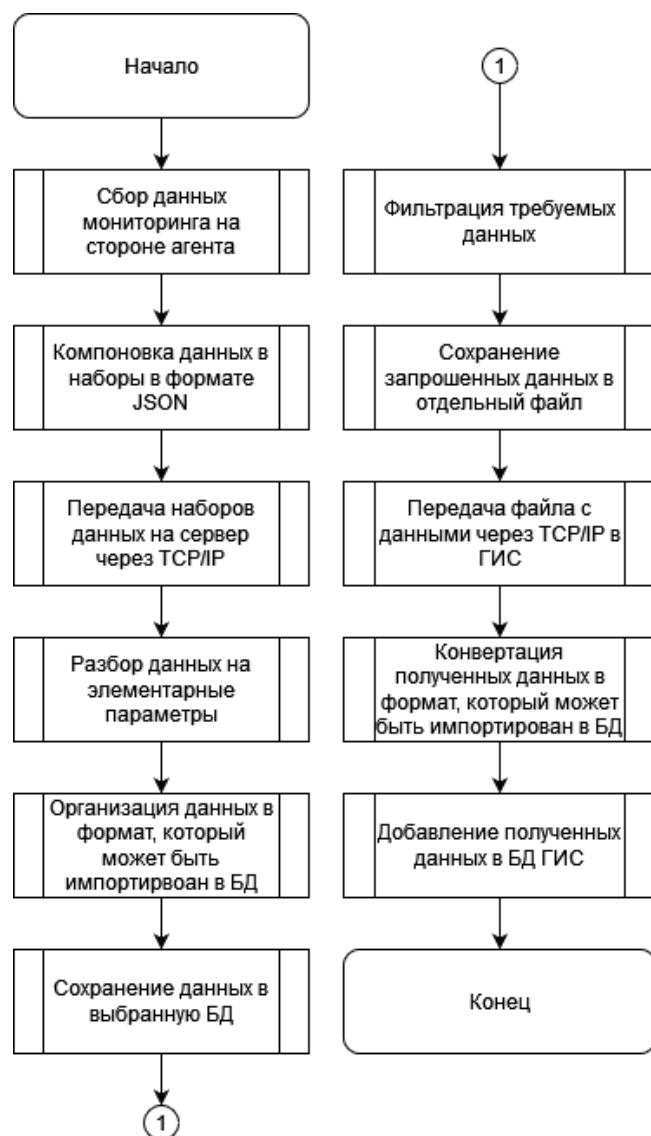 Начало
Сбор данных
мониторинга на
стороне агента
Компоновка данных в
наборы в формате
JSON
Передача наборов
данных на сервер
через TCP/IP
Разбор данных на
элементарные
параметры
Организация данных в
формат, который
может быть
импортирвоан в БД
Сохранение данных в
выбранную БД
1
1
Фильтрация требуемых
данных
Сохранение
запрошенных данных в
отдельный файл
Передача файла с
данными через TCP/IP в
ГИС
Конвертация
полученных данных в
формат, который может
быть импортирован в БД
Добавление полученных
данных в БД ГИС
Конец